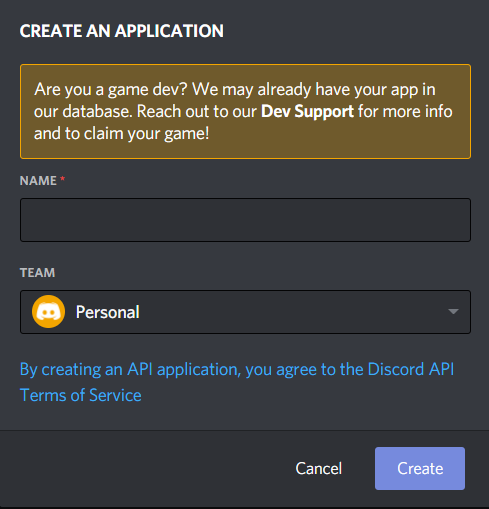 CREATE AN APPLICATION
Are you a game dev? We may already have your app in
our database. Reach out to our Dev Support for more info
and to claim your game!
NAME *
TEAM
Personal
By creating an API application, you agree to the Discord API
Terms of Service
Cancel
Create